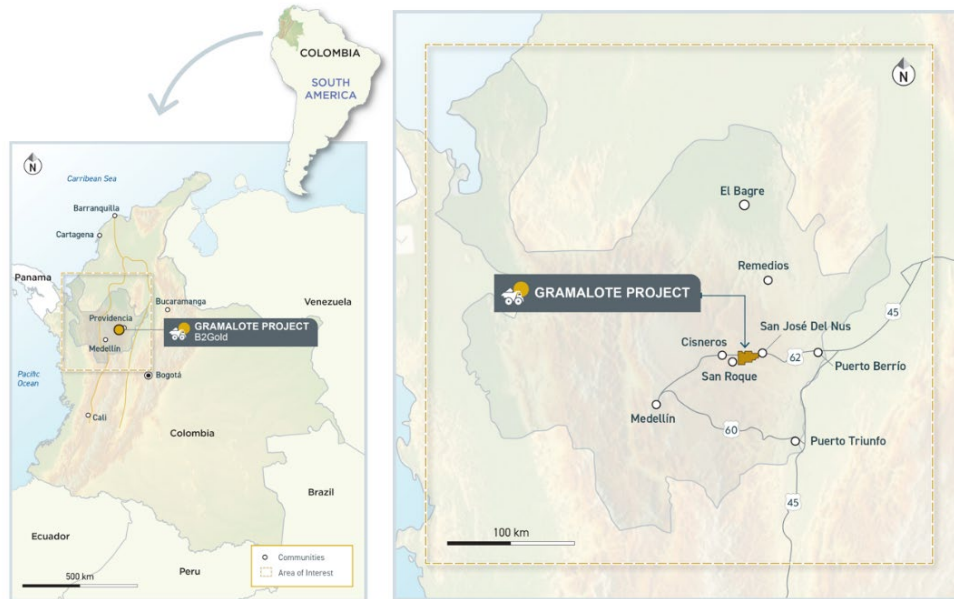 COLOMBIA
SOUTH
AMERICA
N
Carribean Sea
Barranquilla
Cartagena
Panama
Bucaramanga
Venezuela
Providencia
GRAMALOTE PROJECT
B2Gold
Medellín
Pacific
Ocean
Bogotá
Cali
Colombia
Brazil
Ecuador
Peru
500 km
Communities
Area of Interest
N
El Bagre
Remedios
GRAMALOTE PROJECT
45
San José Del Nus
Cisneros
62
San Roque
Puerto Berrío
Medellín
60
Puerto Triunfo
45
100 km